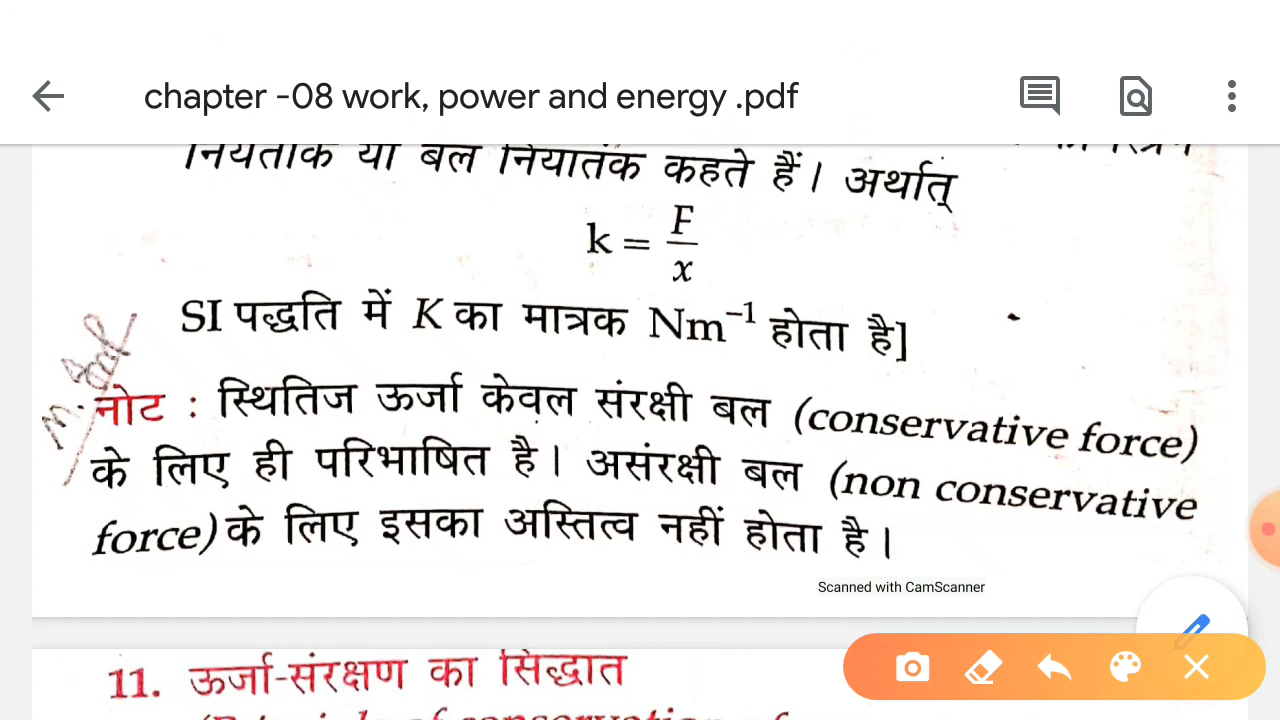 chapter -08 work, power and energy .pdf
नियतांक या बल नियातंक कहते हैं। अर्थात्
k = F/x
SI पद्धति में K का मात्रक Nm⁻¹ होता है]
नोट : स्थितिज ऊर्जा केवल संरक्षी बल (conservative force)
के लिए ही परिभाषित है। असंरक्षी बल (non conservative
force) के लिए इसका अस्तित्व नहीं होता है।
Scanned with CamScanner
11. ऊर्जा-संरक्षण का सिद्धात